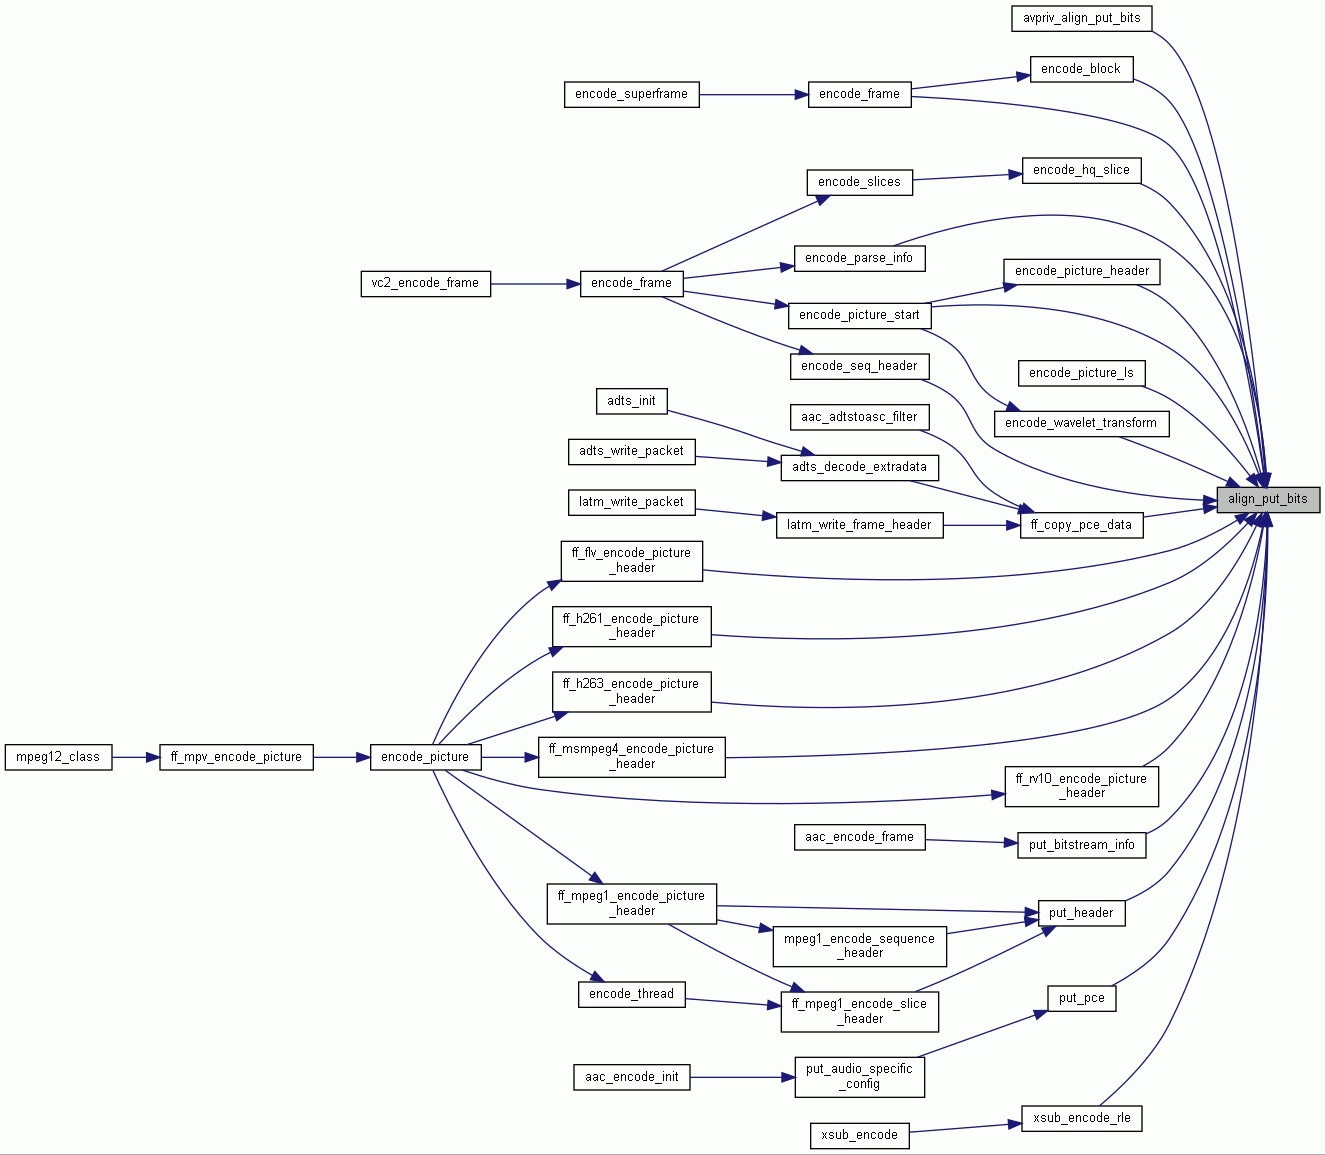 avpriv_align_put_bits
encode_block
encode_superframe
encode_frame
encode_hq_slice
encode_slices
encode_parse_info
encode_picture_header
vc2_encode_frame
encode_frame
encode_picture_start
encode_seq_header
encode_picture_ls
adts_init
aac_adtstoasc_filter
encode_wavelet_transform
adts_write_packet
adts_decode_extradata
latm_write_packet
align_put_bits
latm_write_frame_header
ff_copy_pce_data
ff_flv_encode_picture
_header
ff_h261_encode_picture
_header
ff_h263_encode_picture
_header
mpeg12_class
ff_mpv_encode_picture
encode_picture
ff_msmpeg4_encode_picture
_header
ff_rv10_encode_picture
_header
aac_encode_frame
put_bitstream_info
ff_mpeg1_encode_picture
_header
put_header
mpeg1_encode_sequence
_header
encode_thread
put_pce
ff_mpeg1_encode_slice
_header
aac_encode_init
put_audio_specific
_config
xsub_encode_rle
xsub_encode